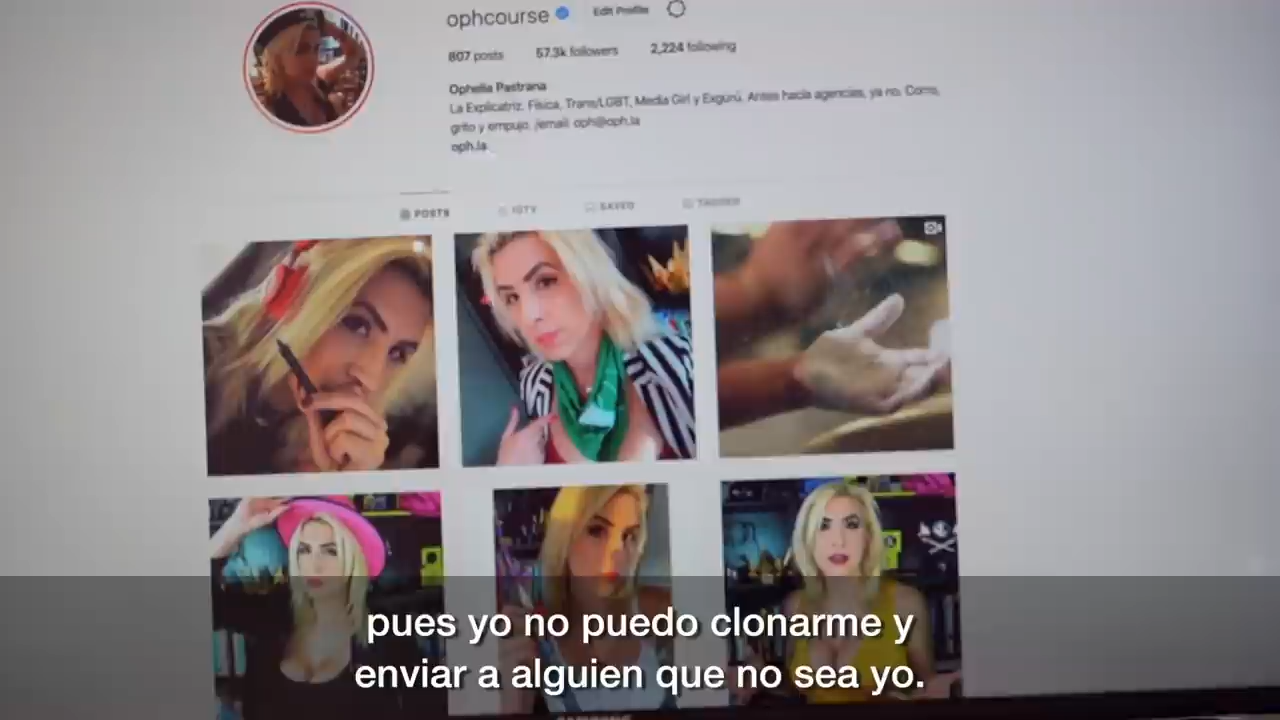 ophcourse
Edit Profile
807 posts 57.3k followers 2,224 following
Ophelia Pastrana
La Explicatriz. Física, Trans/LGBT, Media Girl y Exgurú. Antes hacía agencias, ya no. Como,
grito y empujo. /email: oph@oph.la
oph.la
POSTS IGTV SAVED TAGGED
pues yo no puedo clonarme y
enviar a alguien que no sea yo.